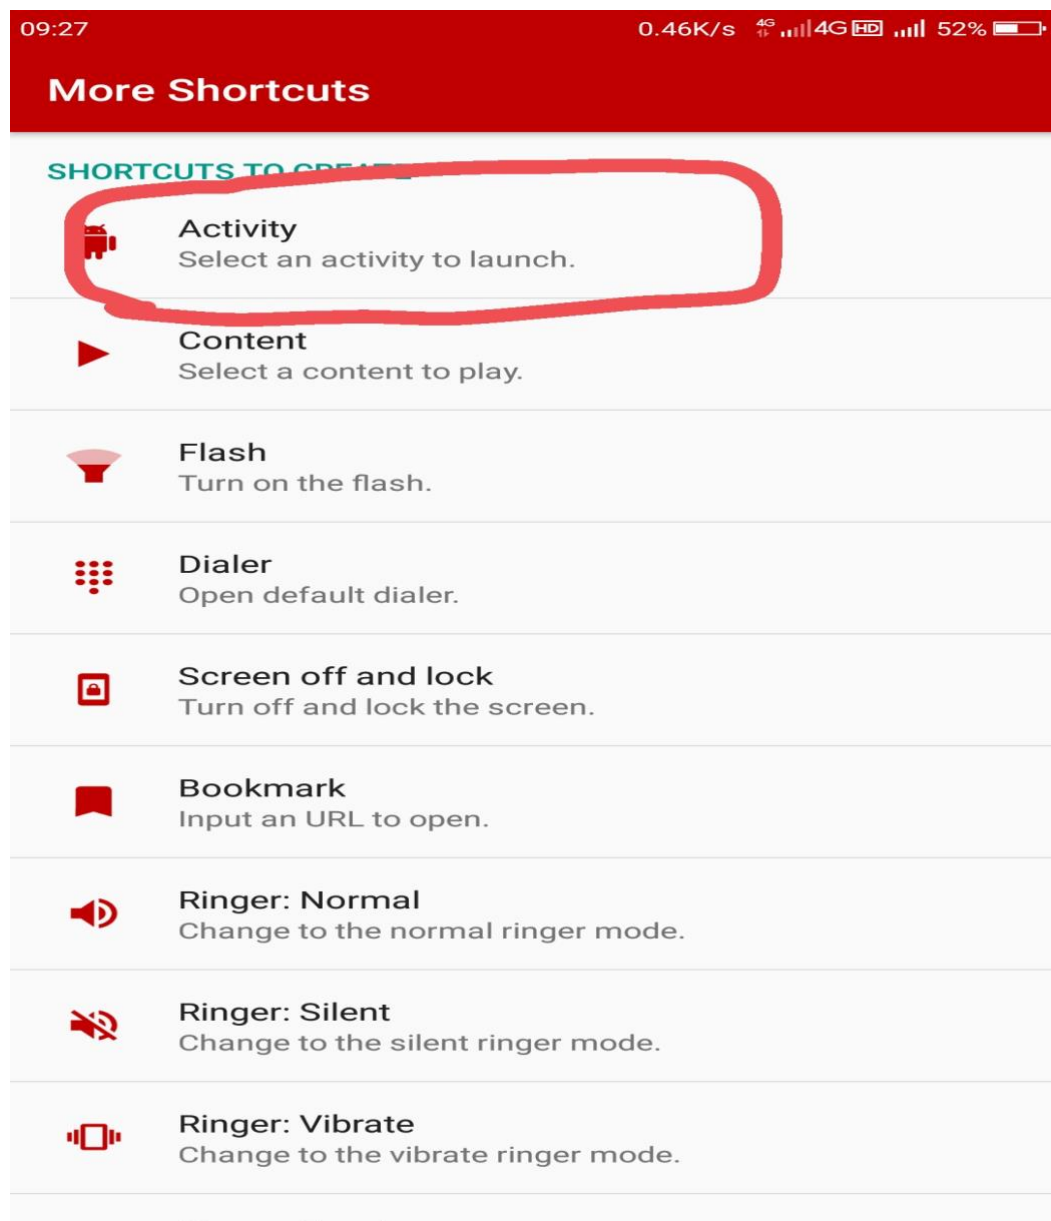 09:27 0.46K/s 4G 4G HD 52%
More Shortcuts
SHORTCUTS TO CREATE
Activity
Select an activity to launch.
Content
Select a content to play.
Flash
Turn on the flash.
Dialer
Open default dialer.
Screen off and lock
Turn off and lock the screen.
Bookmark
Input an URL to open.
Ringer: Normal
Change to the normal ringer mode.
Ringer: Silent
Change to the silent ringer mode.
Ringer: Vibrate
Change to the vibrate ringer mode.